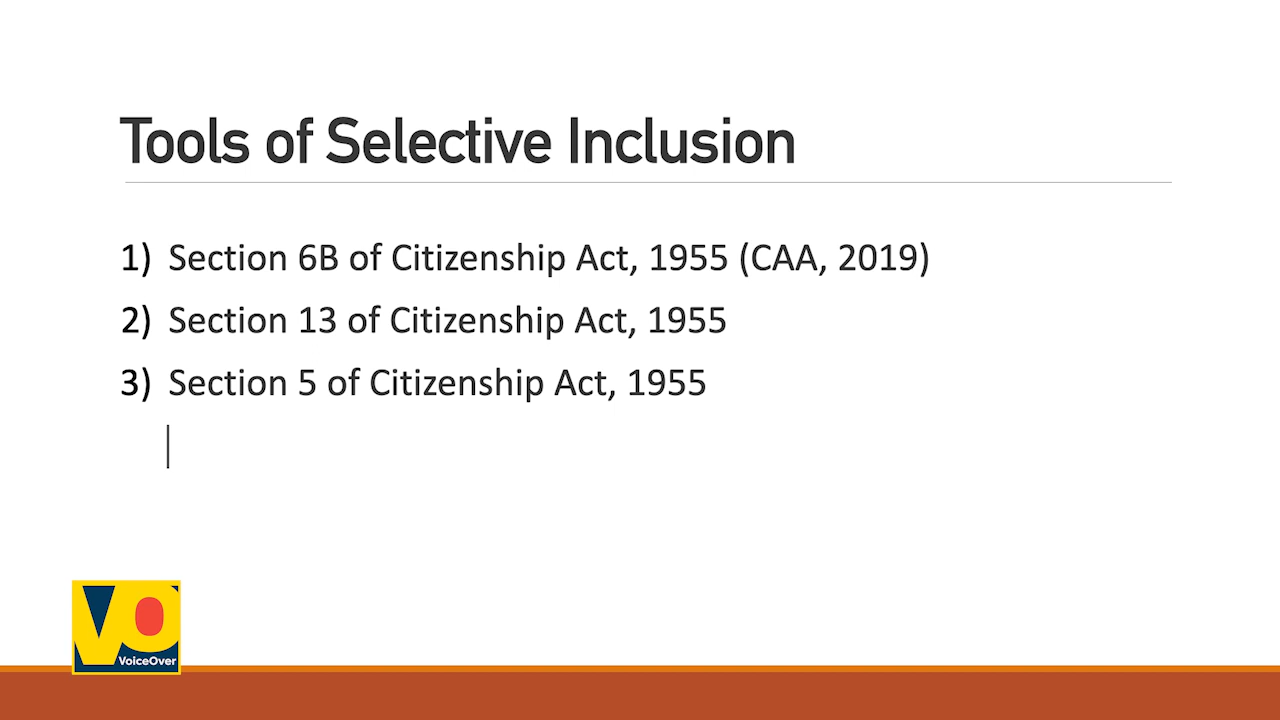 Tools of Selective Inclusion
1) Section 6B of Citizenship Act, 1955 (CAA, 2019)
2) Section 13 of Citizenship Act, 1955
3) Section 5 of Citizenship Act, 1955
VO
VoiceOver